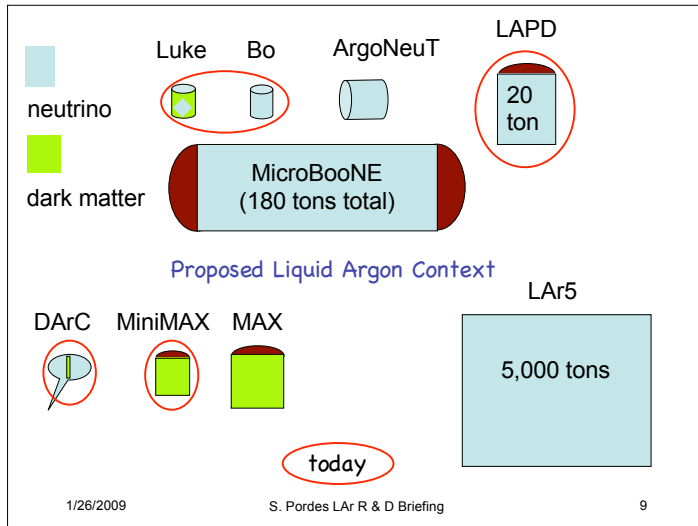 Luke Bo ArgoNeuT LAPD
neutrino
20
ton
dark matter
MicroBooNE
(180 tons total)
Proposed Liquid Argon Context
DArC MiniMAX MAX LAr5
5,000 tons
today
1/26/2009 S. Pordes LAr R & D Briefing 9